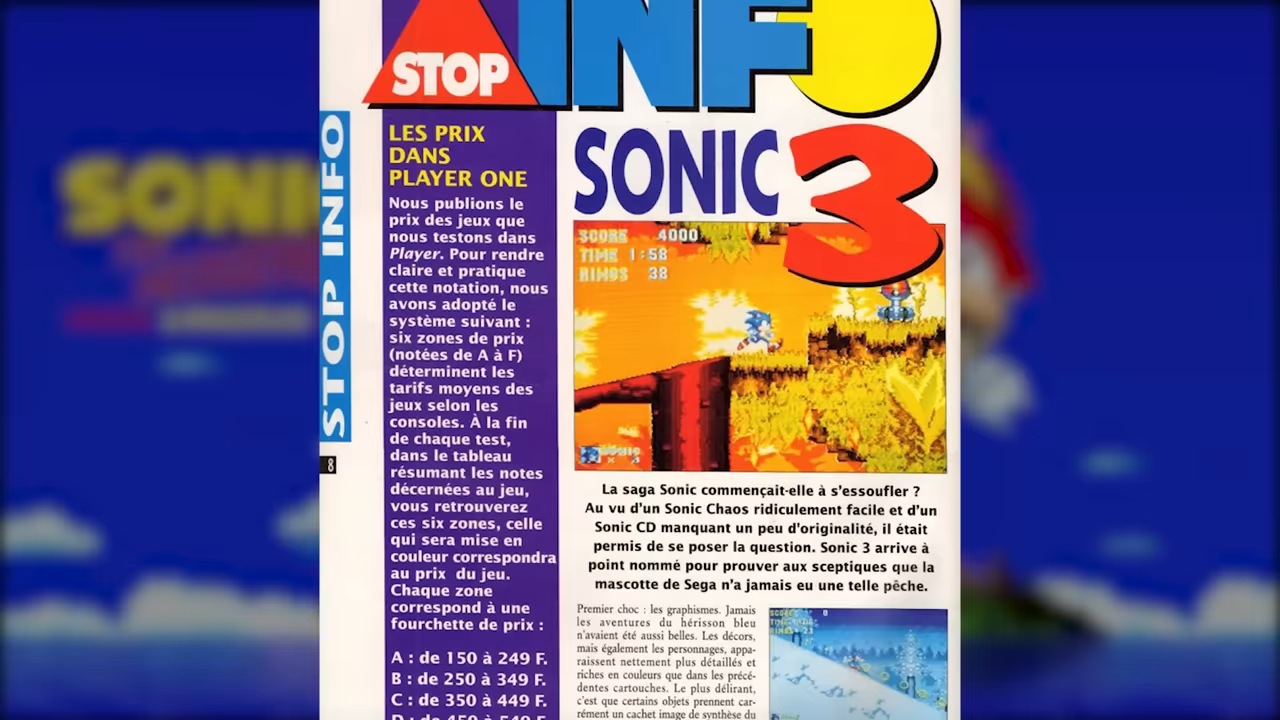 STOP
INFO
STOP INFO
8
LES PRIX
DANS
PLAYER ONE
Nous publions le
prix des jeux que
nous testons dans
Player. Pour rendre
claire et pratique
cette notation, nous
avons adopté le
système suivant :
six zones de prix
(notées de A à F)
déterminent les
tarifs moyens des
jeux selon les
consoles. À la fin
de chaque test,
dans le tableau
résumant les notes
décernées au jeu,
vous retrouverez
ces six zones, celle
qui sera mise en
couleur correspondra
au prix du jeu.
Chaque zone
correspond à une
fourchette de prix :
A : de 150 à 249 F.
B : de 250 à 349 F.
C : de 350 à 449 F.
D : de 450 à 549 F.
SONIC 3
SCORE 4000
TIME 1:58
RINGS 38
SONIC
La saga Sonic commençait-elle à s'essoufler ?
Au vu d'un Sonic Chaos ridiculement facile et d'un
Sonic CD manquant un peu d'originalité, il était
permis de se poser la question. Sonic 3 arrive à
point nommé pour prouver aux sceptiques que la
mascotte de Sega n'a jamais eu une telle pêche.
Premier choc : les graphismes. Jamais
les aventures du hérisson bleu
n'avaient été aussi belles. Les décors,
mais également les personnages, appa-
raissent nettement plus détaillés et
riches en couleurs que dans les précé-
dentes cartouches. Le plus délirant,
c'est que certains objets prennent car-
rément un cachet image de synthèse du
SCORE 0
TIME
RINGS 23
SONIC